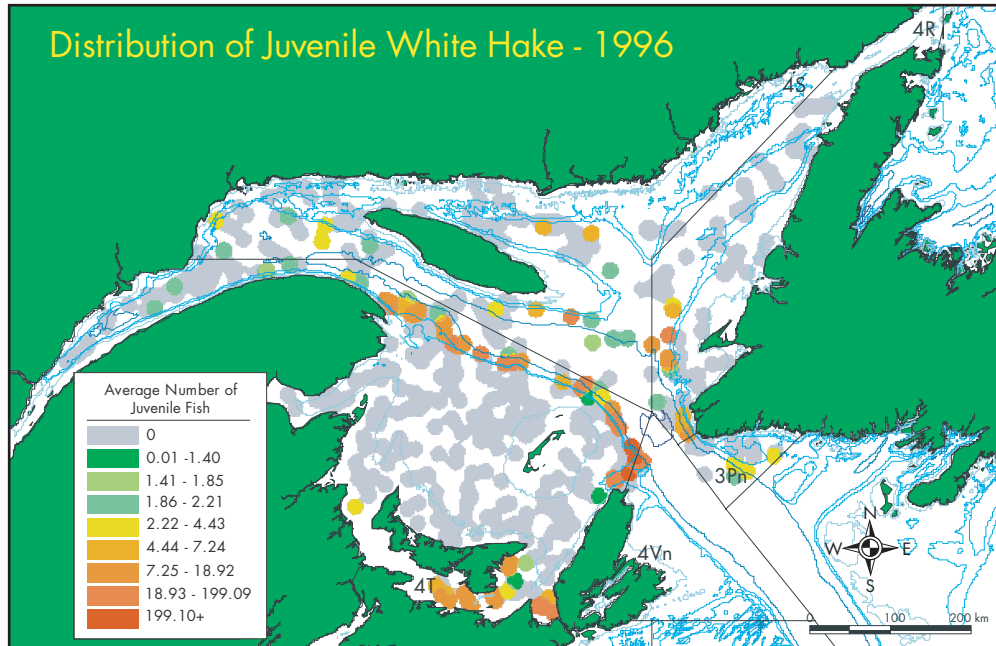 Distribution of Juvenile White Hake - 1996
4R
4S
Average Number of
Juvenile Fish
0
0.01 -1.40
1.41 - 1.85
1.86 - 2.21
2.22 - 4.43
4.44 - 7.24
7.25 - 18.92
18.93 - 199.09
199.10+
3Pn
4Vn
4T
N
W E
S
0 100 200 km